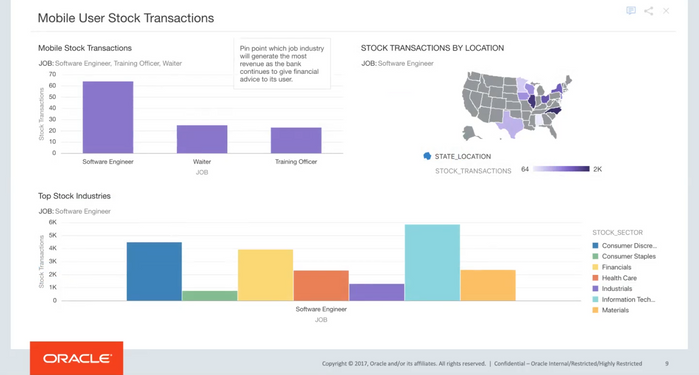 Mobile User Stock Transactions
Mobile Stock Transactions
JOB: Software Engineer, Training Officer, Waiter
Pin point which job industry
will generate the most
revenue as the bank
continues to give financial
advice to its user.
70
60
50
40
30
20
10
0
Stock Transactions
Software Engineer
Waiter
Training Officer
JOB
STOCK TRANSACTIONS BY LOCATION
JOB: Software Engineer
STATE_LOCATION
STOCK_TRANSACTIONS 64 2K
Top Stock Industries
JOB: Software Engineer
6K
5K
4K
3K
2K
1K
0
Stock Transactions
Software Engineer
JOB
STOCK_SECTOR
Consumer Discre...
Consumer Staples
Financials
Health Care
Industrials
Information Tech...
Materials
ORACLE
Copyright © 2017, Oracle and/or its affiliates. All rights reserved. | Confidential – Oracle Internal/Restricted/Highly Restricted 9